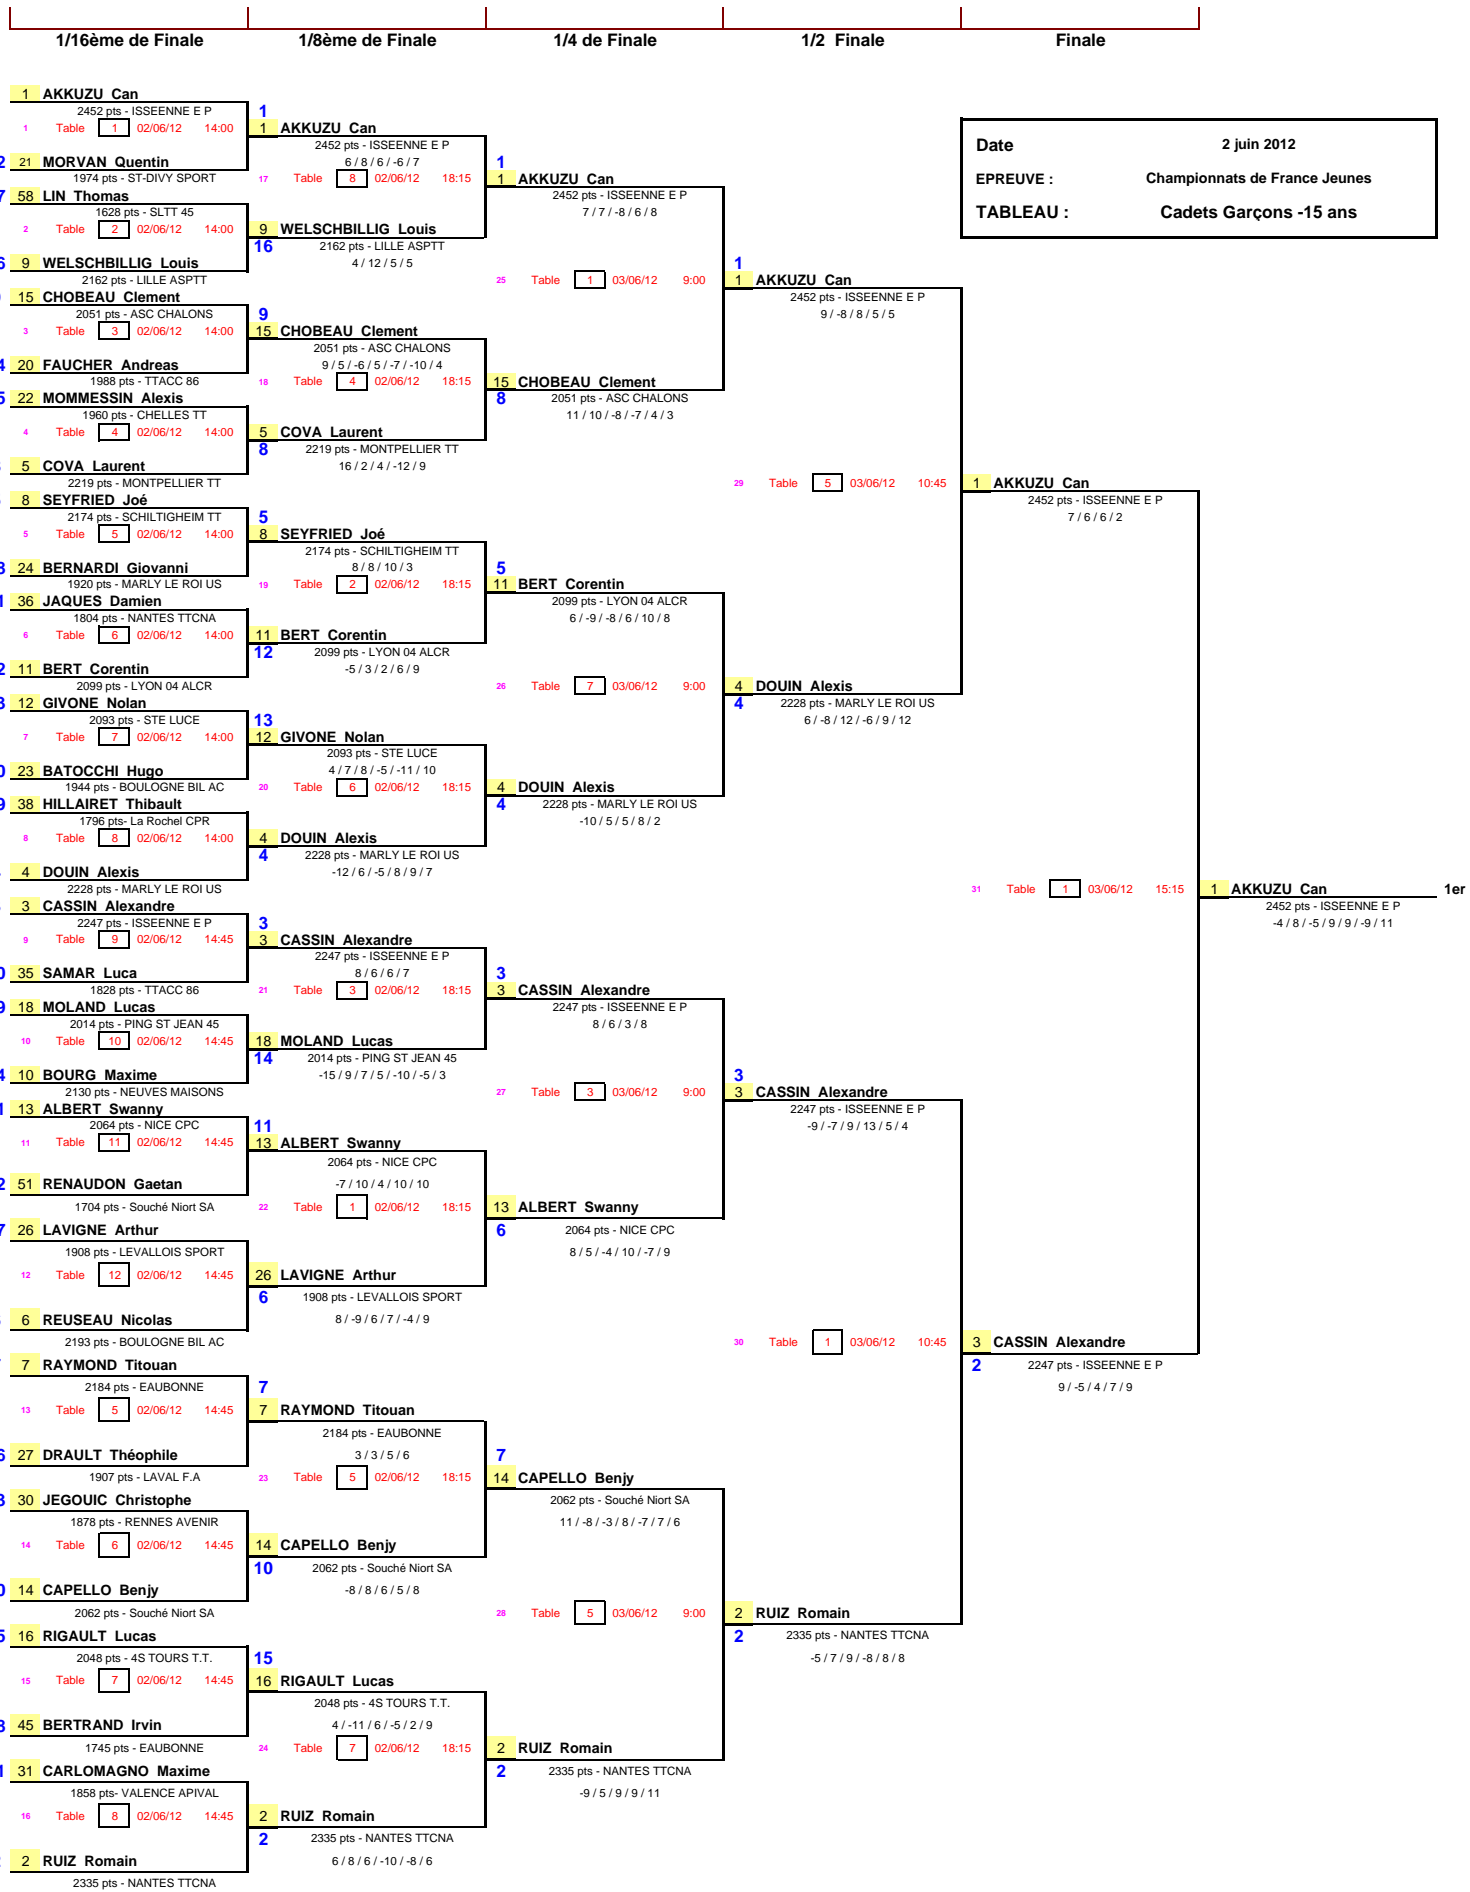 1/16ème de Finale
1/8ème de Finale
1/4 de Finale
1/2 Finale
Finale
Date 2 juin 2012
EPREUVE : Championnats de France Jeunes
TABLEAU : Cadets Garçons -15 ans
1 AKKUZU Can
2452 pts - ISSEENNE E P
1 Table 1 02/06/12 14:00
2 21 MORVAN Quentin
1974 pts - ST-DIVY SPORT
7 58 LIN Thomas
1628 pts - SLTT 45
2 Table 2 02/06/12 14:00
6 9 WELSCHBILLIG Louis
2162 pts - LILLE ASPTT
15 CHOBEAU Clement
2051 pts - ASC CHALONS
3 Table 3 02/06/12 14:00
4 20 FAUCHER Andreas
1988 pts - TTACC 86
5 22 MOMMESSIN Alexis
1960 pts - CHELLES TT
4 Table 4 02/06/12 14:00
5 COVA Laurent
2219 pts - MONTPELLIER TT
8 SEYFRIED Joé
2174 pts - SCHILTIGHEIM TT
5 Table 5 02/06/12 14:00
3 24 BERNARDI Giovanni
1920 pts - MARLY LE ROI US
1 36 JAQUES Damien
1804 pts - NANTES TTCNA
6 Table 6 02/06/12 14:00
2 11 BERT Corentin
2099 pts - LYON 04 ALCR
3 12 GIVONE Nolan
2093 pts - STE LUCE
7 Table 7 02/06/12 14:00
0 23 BATOCCHI Hugo
1944 pts - BOULOGNE BIL AC
9 38 HILLAIRET Thibault
1796 pts- La Rochel CPR
8 Table 8 02/06/12 14:00
4 DOUIN Alexis
2228 pts - MARLY LE ROI US
3 CASSIN Alexandre
2247 pts - ISSEENNE E P
9 Table 9 02/06/12 14:45
0 35 SAMAR Luca
1828 pts - TTACC 86
9 18 MOLAND Lucas
2014 pts - PING ST JEAN 45
10 Table 10 02/06/12 14:45
4 10 BOURG Maxime
2130 pts - NEUVES MAISONS
1 13 ALBERT Swanny
2064 pts - NICE CPC
11 Table 11 02/06/12 14:45
2 51 RENAUDON Gaetan
1704 pts - Souché Niort SA
7 26 LAVIGNE Arthur
1908 pts - LEVALLOIS SPORT
12 Table 12 02/06/12 14:45
6 REUSEAU Nicolas
2193 pts - BOULOGNE BIL AC
7 RAYMOND Titouan
2184 pts - EAUBONNE
13 Table 5 02/06/12 14:45
6 27 DRAULT Théophile
1907 pts - LAVAL F.A
3 30 JEGOUIC Christophe
1878 pts - RENNES AVENIR
14 Table 6 02/06/12 14:45
0 14 CAPELLO Benjy
2062 pts - Souché Niort SA
5 16 RIGAULT Lucas
2048 pts - 4S TOURS T.T.
15 Table 7 02/06/12 14:45
8 45 BERTRAND Irvin
1745 pts - EAUBONNE
1 31 CARLOMAGNO Maxime
1858 pts- VALENCE APIVAL
16 Table 8 02/06/12 14:45
2 RUIZ Romain
2335 pts - NANTES TTCNA
1
1 AKKUZU Can
2452 pts - ISSEENNE E P
6 / 8 / 6 / -6 / 7
17 Table 8 02/06/12 18:15
9 WELSCHBILLIG Louis
16
2162 pts - LILLE ASPTT
4 / 12 / 5 / 5
9
15 CHOBEAU Clement
2051 pts - ASC CHALONS
9 / 5 / -6 / 5 / -7 / -10 / 4
18 Table 4 02/06/12 18:15
5 COVA Laurent
8
2219 pts - MONTPELLIER TT
16 / 2 / 4 / -12 / 9
5
8 SEYFRIED Joé
2174 pts - SCHILTIGHEIM TT
8 / 8 / 10 / 3
19 Table 2 02/06/12 18:15
11 BERT Corentin
12
2099 pts - LYON 04 ALCR
-5 / 3 / 2 / 6 / 9
13
12 GIVONE Nolan
2093 pts - STE LUCE
4 / 7 / 8 / -5 / -11 / 10
20 Table 6 02/06/12 18:15
4 DOUIN Alexis
4
2228 pts - MARLY LE ROI US
-12 / 6 / -5 / 8 / 9 / 7
3
3 CASSIN Alexandre
2247 pts - ISSEENNE E P
8 / 6 / 6 / 7
21 Table 3 02/06/12 18:15
18 MOLAND Lucas
14
2014 pts - PING ST JEAN 45
-15 / 9 / 7 / 5 / -10 / -5 / 3
11
13 ALBERT Swanny
2064 pts - NICE CPC
-7 / 10 / 4 / 10 / 10
22 Table 1 02/06/12 18:15
26 LAVIGNE Arthur
6
1908 pts - LEVALLOIS SPORT
8 / -9 / 6 / 7 / -4 / 9
7
7 RAYMOND Titouan
2184 pts - EAUBONNE
3 / 3 / 5 / 6
23 Table 5 02/06/12 18:15
14 CAPELLO Benjy
10
2062 pts - Souché Niort SA
-8 / 8 / 6 / 5 / 8
15
16 RIGAULT Lucas
2048 pts - 4S TOURS T.T.
4 / -11 / 6 / -5 / 2 / 9
24 Table 7 02/06/12 18:15
2 RUIZ Romain
2
2335 pts - NANTES TTCNA
6 / 8 / 6 / -10 / -8 / 6
1
1 AKKUZU Can
2452 pts - ISSEENNE E P
7 / 7 / -8 / 6 / 8
25 Table 1 03/06/12 9:00
15 CHOBEAU Clement
8
2051 pts - ASC CHALONS
11 / 10 / -8 / -7 / 4 / 3
5
11 BERT Corentin
2099 pts - LYON 04 ALCR
6 / -9 / -8 / 6 / 10 / 8
26 Table 7 03/06/12 9:00
4 DOUIN Alexis
4
2228 pts - MARLY LE ROI US
-10 / 5 / 5 / 8 / 2
3
3 CASSIN Alexandre
2247 pts - ISSEENNE E P
8 / 6 / 3 / 8
27 Table 3 03/06/12 9:00
13 ALBERT Swanny
6
2064 pts - NICE CPC
8 / 5 / -4 / 10 / -7 / 9
7
14 CAPELLO Benjy
2062 pts - Souché Niort SA
11 / -8 / -3 / 8 / -7 / 7 / 6
28 Table 5 03/06/12 9:00
2 RUIZ Romain
2
2335 pts - NANTES TTCNA
-9 / 5 / 9 / 9 / 11
1
1 AKKUZU Can
2452 pts - ISSEENNE E P
9 / -8 / 8 / 5 / 5
29 Table 5 03/06/12 10:45
4 DOUIN Alexis
4
2228 pts - MARLY LE ROI US
6 / -8 / 12 / -6 / 9 / 12
3
3 CASSIN Alexandre
2247 pts - ISSEENNE E P
-9 / -7 / 9 / 13 / 5 / 4
30 Table 1 03/06/12 10:45
2 RUIZ Romain
2
2335 pts - NANTES TTCNA
-5 / 7 / 9 / -8 / 8 / 8
1 AKKUZU Can
2452 pts - ISSEENNE E P
7 / 6 / 6 / 2
31 Table 1 03/06/12 15:15
3 CASSIN Alexandre
2
2247 pts - ISSEENNE E P
9 / -5 / 4 / 7 / 9
1 AKKUZU Can 1er
2452 pts - ISSEENNE E P
-4 / 8 / -5 / 9 / 9 / -9 / 11